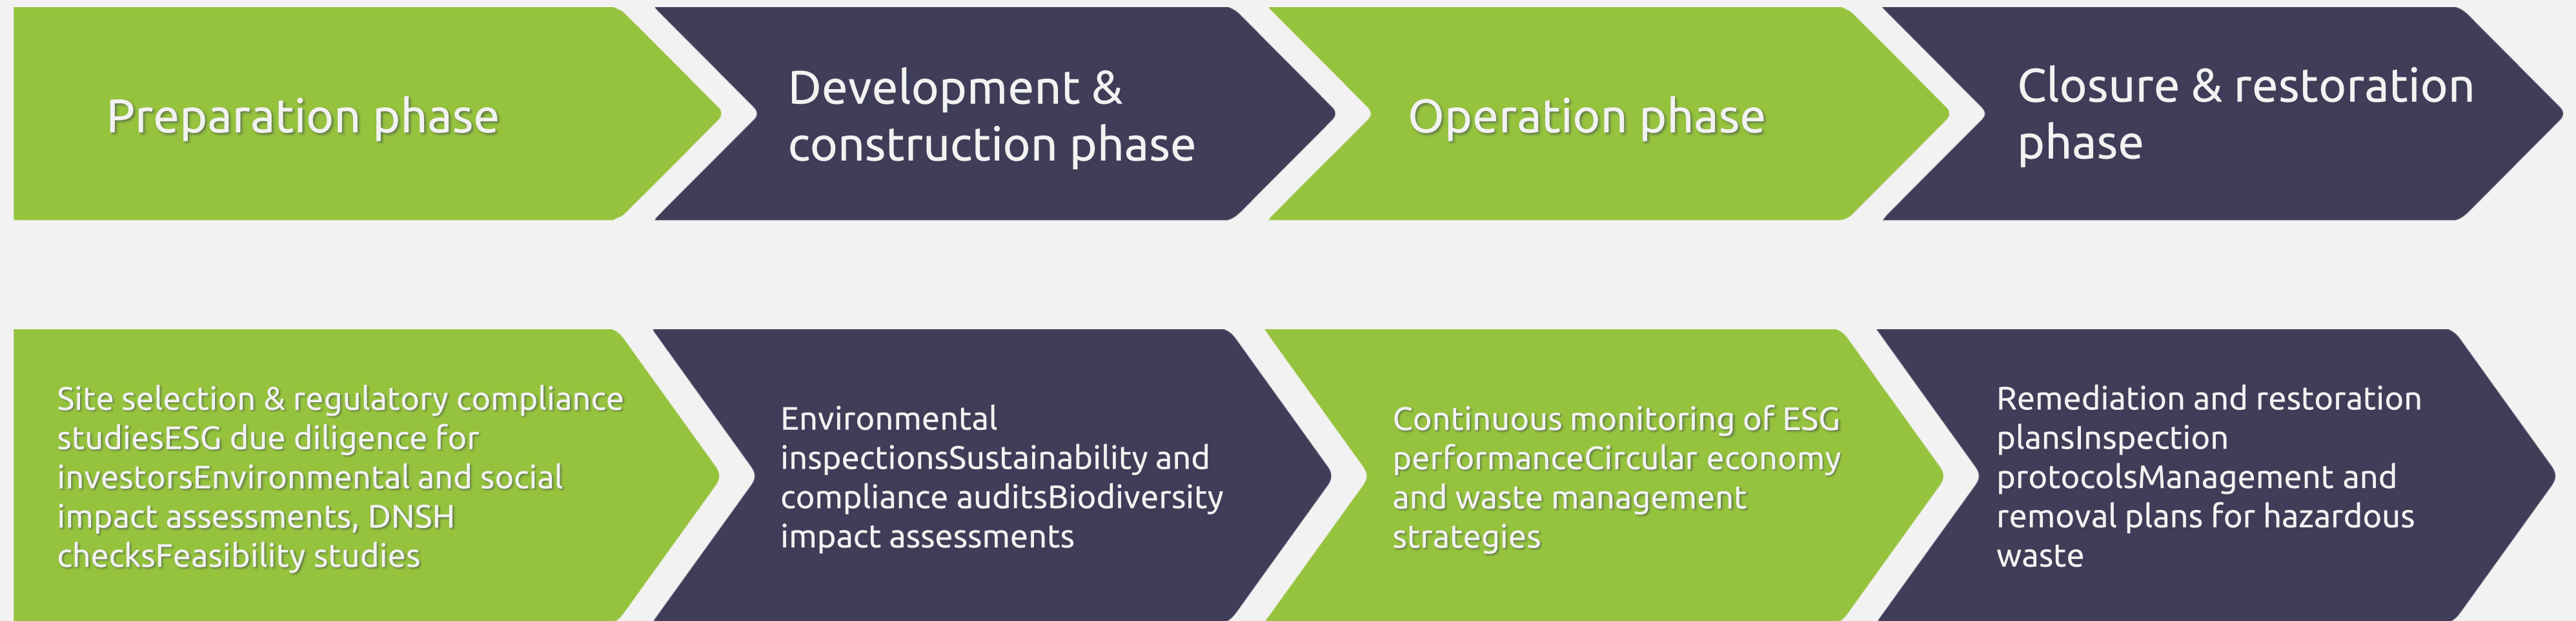 Preparation phase
Development &
construction phase
Operation phase
Closure & restoration
phase
Site selection & regulatory compliance
studiesESG due diligence for
investorsEnvironmental and social
impact assessments, DNSH
checksFeasibility studies
Environmental
inspectionsSustainability and
compliance auditsBiodiversity
impact assessments
Continuous monitoring of ESG
performanceCircular economy
and waste management
strategies
Remediation and restoration
plansInspection
protocolsManagement and
removal plans for hazardous
waste